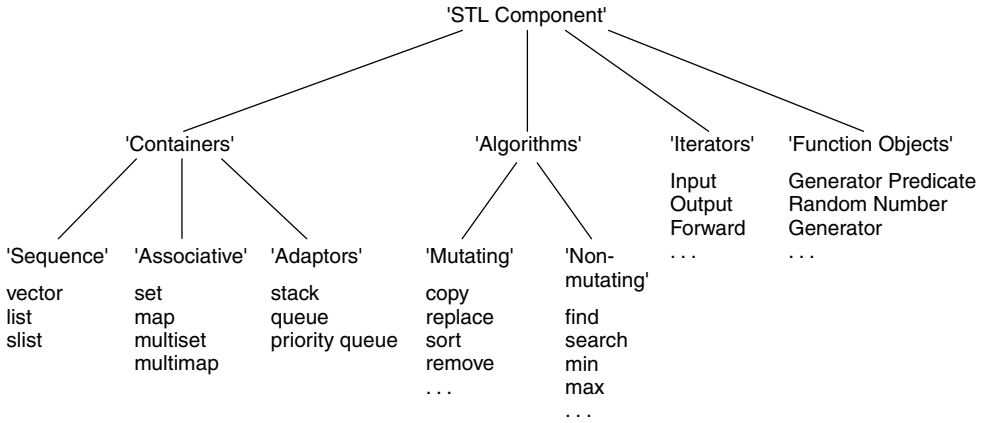 'STL Component'
'Containers'
'Algorithms'
'Iterators'
'Function Objects'
Input
Output
Forward
. . .
Generator Predicate
Random Number
Generator
. . .
'Sequence'
vector
list
slist
'Associative'
set
map
multiset
multimap
'Adaptors'
stack
queue
priority queue
'Mutating'
copy
replace
sort
remove
. . .
'Non-
mutating'
find
search
min
max
. . .